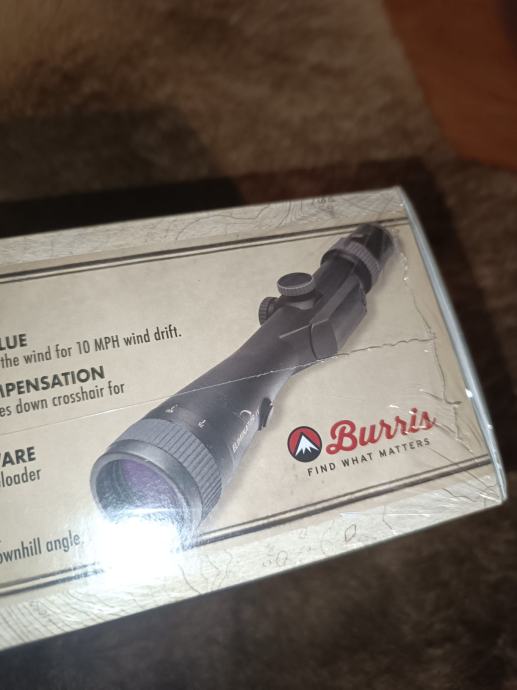 LUE
the wind for 10 MPH wind drift.
MPENSATION
es down crosshair for
WARE
loader
ownhill angle.
Burris
FIND WHAT MATTERS